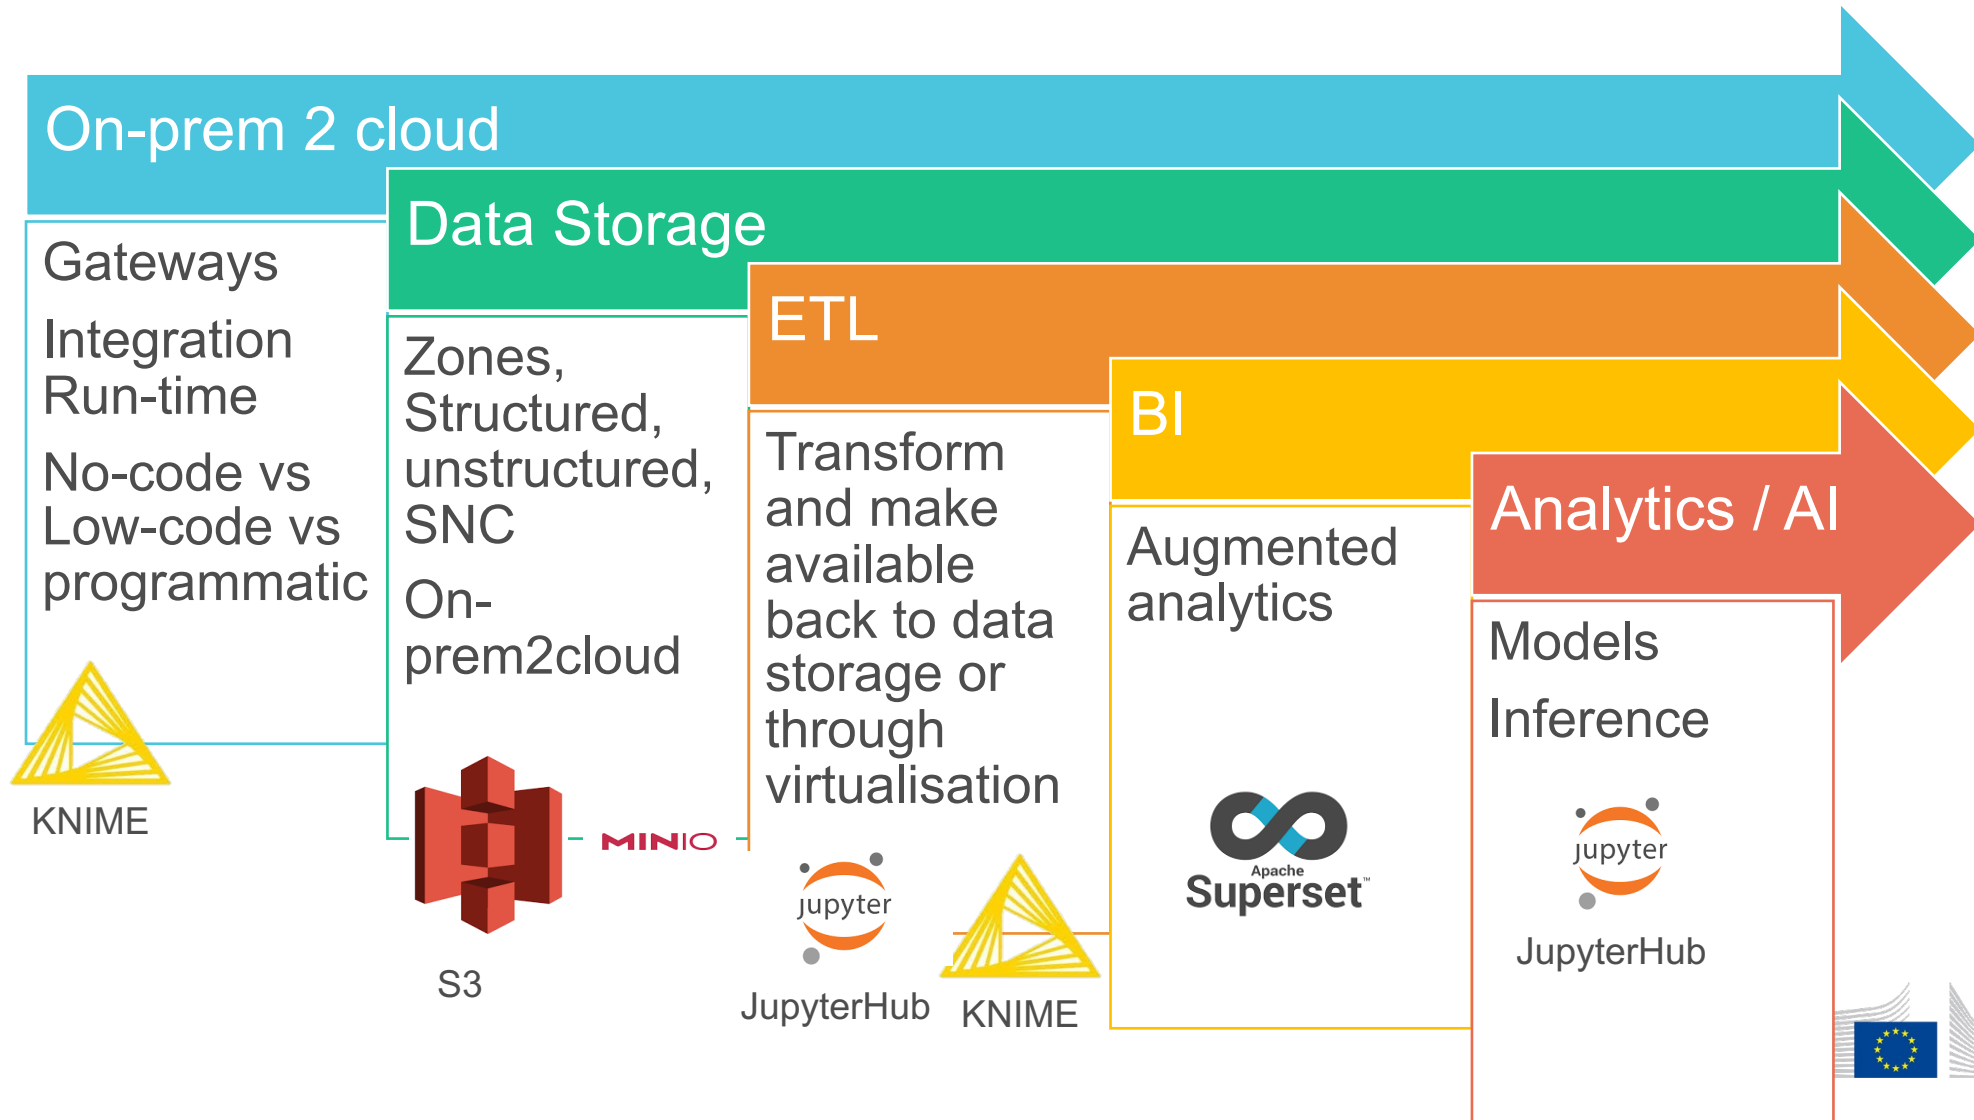 On-prem 2 cloud
Gateways
Integration
Run-time
No-code vs
Low-code vs
programmatic
KNIME
Data Storage
Zones,
Structured,
unstructured,
SNC
On-
prem2cloud
S3
MINIO
ETL
Transform
and make
available
back to data
storage or
through
virtualisation
jupyter
JupyterHub
KNIME
BI
Augmented
analytics
Apache
Superset™
Analytics / AI
Models
Inference
jupyter
JupyterHub